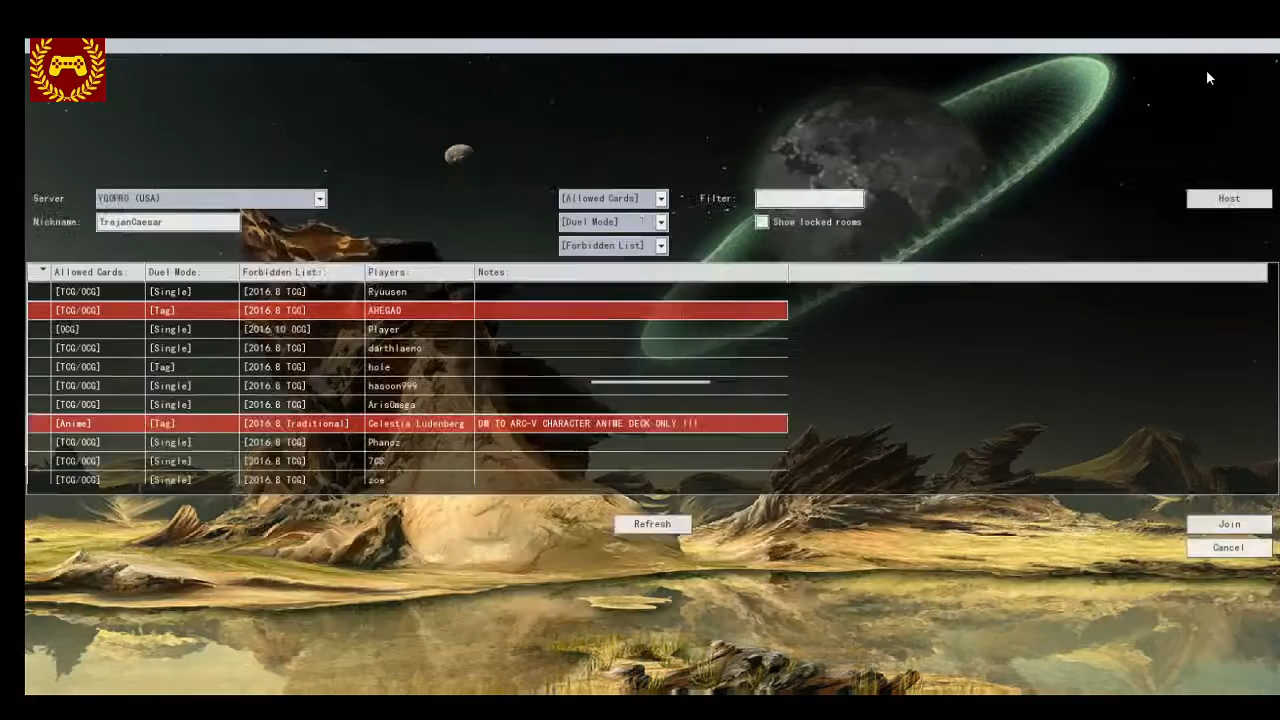 Server YGOPRO (USA) [Allowed Cards] Filter: Host
Nickname: TrajanCaesar [Duel Mode] Show locked rooms
[Forbidden List]
Allowed Cards: Duel Mode: Forbidden List: Players: Notes:
[TCG/OCG] [Single] [2016.8 TCG] Ryuusen
[TCG/OCG] [Tag] [2016.8 TCG] AHEGAO
[OCG] [Single] [2016.10 OCG] Player
[TCG/OCG] [Single] [2016.8 TCG] darthlaeno
[TCG/OCG] [Tag] [2016.8 TCG] hole
[TCG/OCG] [Single] [2016.8 TCG] hasoon999
[TCG/OCG] [Single] [2016.8 TCG] ArisOmega
[Anime] [Tag] [2016.8 Traditional] Celestia Ludenberg DM TO ARC-V CHARACTER ANIME DECK ONLY !!!
[TCG/OCG] [Single] [2016.8 TCG] Phanoz
[TCG/OCG] [Single] [2016.8 TCG] 7GS
[TCG/OCG] [Single] [2016.8 TCG] zoe
Refresh Join
Cancel